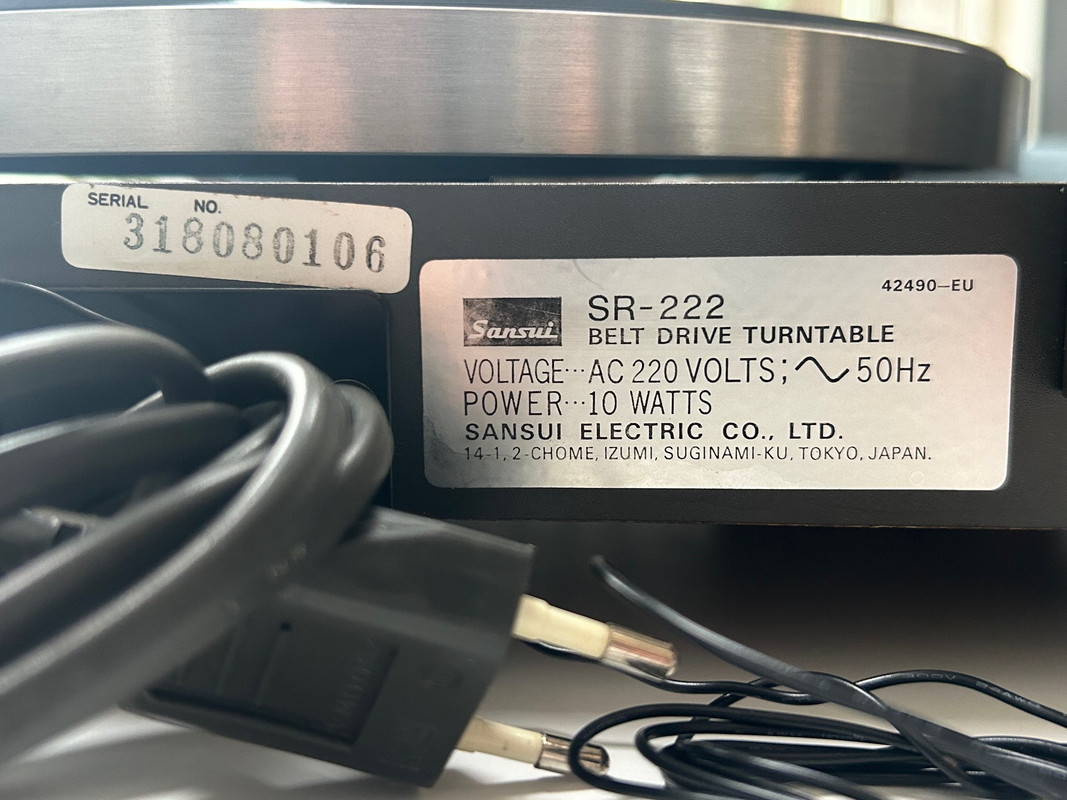 SERIAL NO.
318080106
42490-EU
Sansui
SR-222
BELT DRIVE TURNTABLE
VOLTAGE···AC 220 VOLTS; ∿ 50Hz
POWER···10 WATTS
SANSUI ELECTRIC CO., LTD.
14-1, 2-CHOME, IZUMI, SUGINAMI-KU, TOKYO, JAPAN.